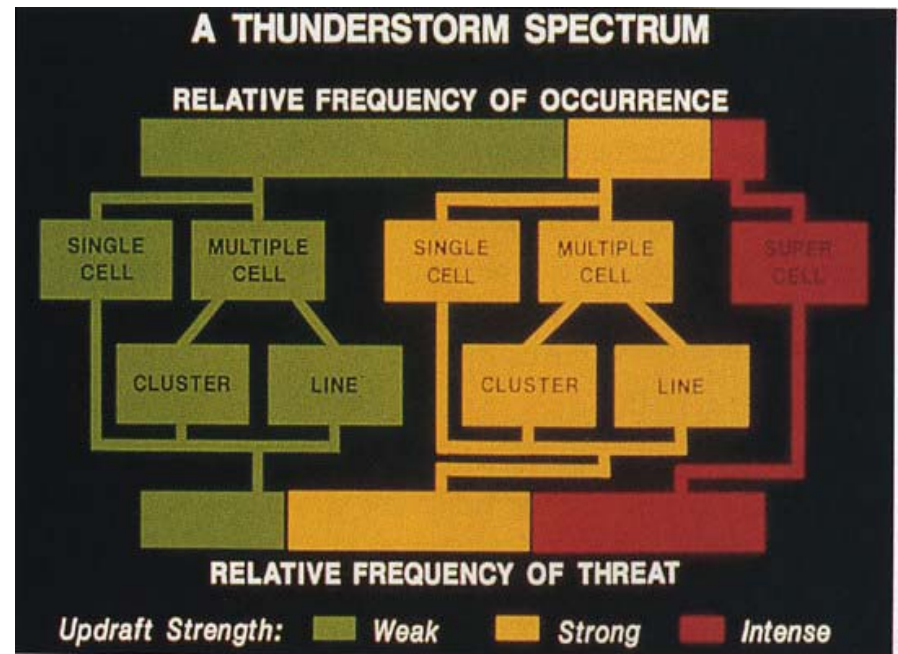 A THUNDERSTORM SPECTRUM
RELATIVE FREQUENCY OF OCCURRENCE
SINGLE
CELL
MULTIPLE
CELL
SINGLE
CELL
MULTIPLE
CELL
SUPER
CELL
CLUSTER
LINE
CLUSTER
LINE
RELATIVE FREQUENCY OF THREAT
Updraft Strength: Weak Strong Intense